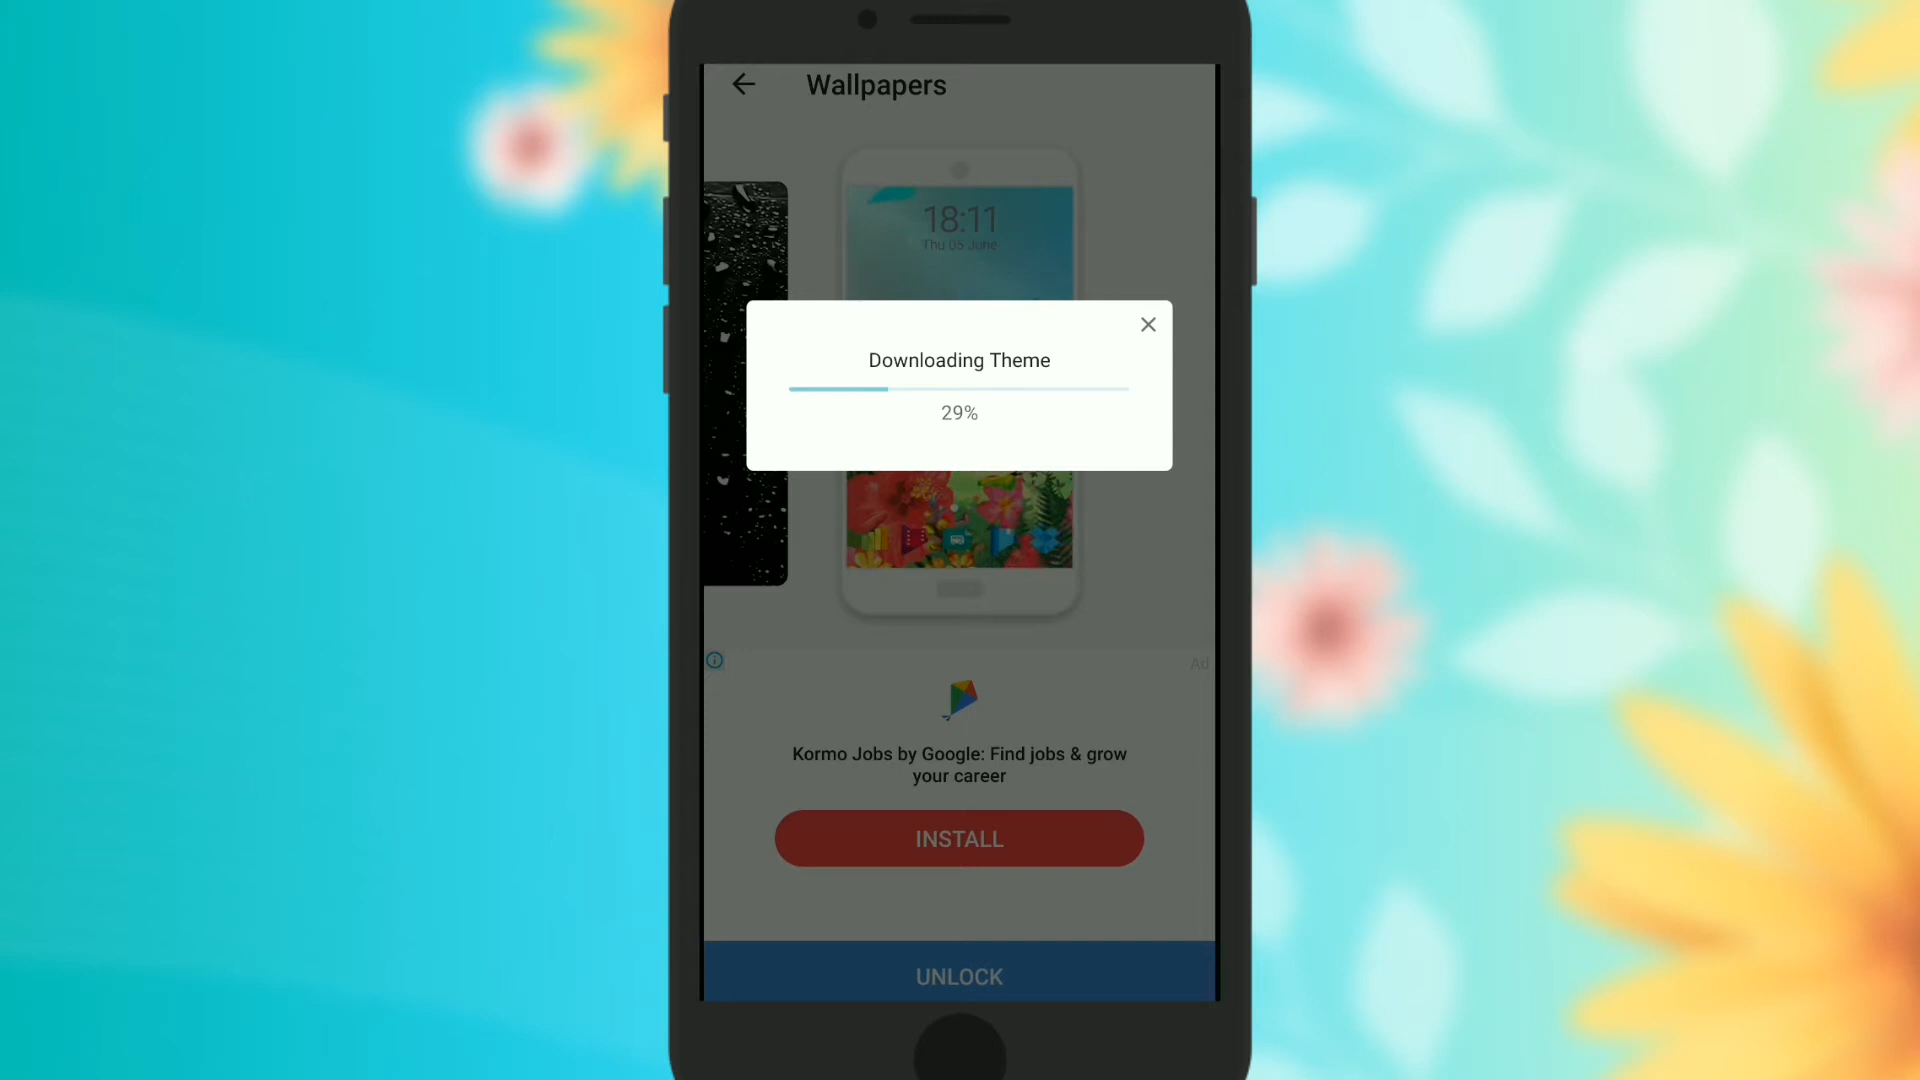 Wallpapers
18:11
Thu 05 June
Downloading Theme
29%
Ad
Kormo Jobs by Google: Find jobs & grow
your career
INSTALL
UNLOCK